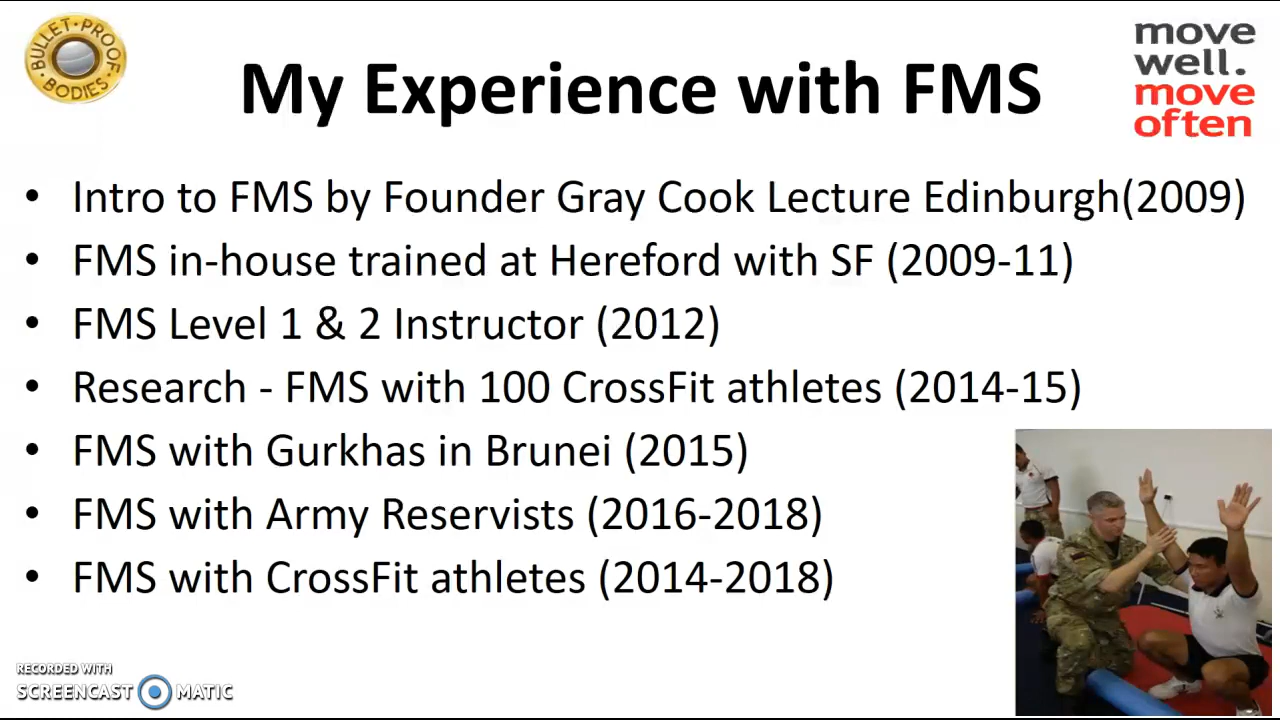 BULLET-PROOF BODIES
My Experience with FMS
move
well.
move
often
• Intro to FMS by Founder Gray Cook Lecture Edinburgh(2009)
• FMS in-house trained at Hereford with SF (2009-11)
• FMS Level 1 & 2 Instructor (2012)
• Research - FMS with 100 CrossFit athletes (2014-15)
• FMS with Gurkhas in Brunei (2015)
• FMS with Army Reservists (2016-2018)
• FMS with CrossFit athletes (2014-2018)
RECORDED WITH
SCREENCAST MATIC